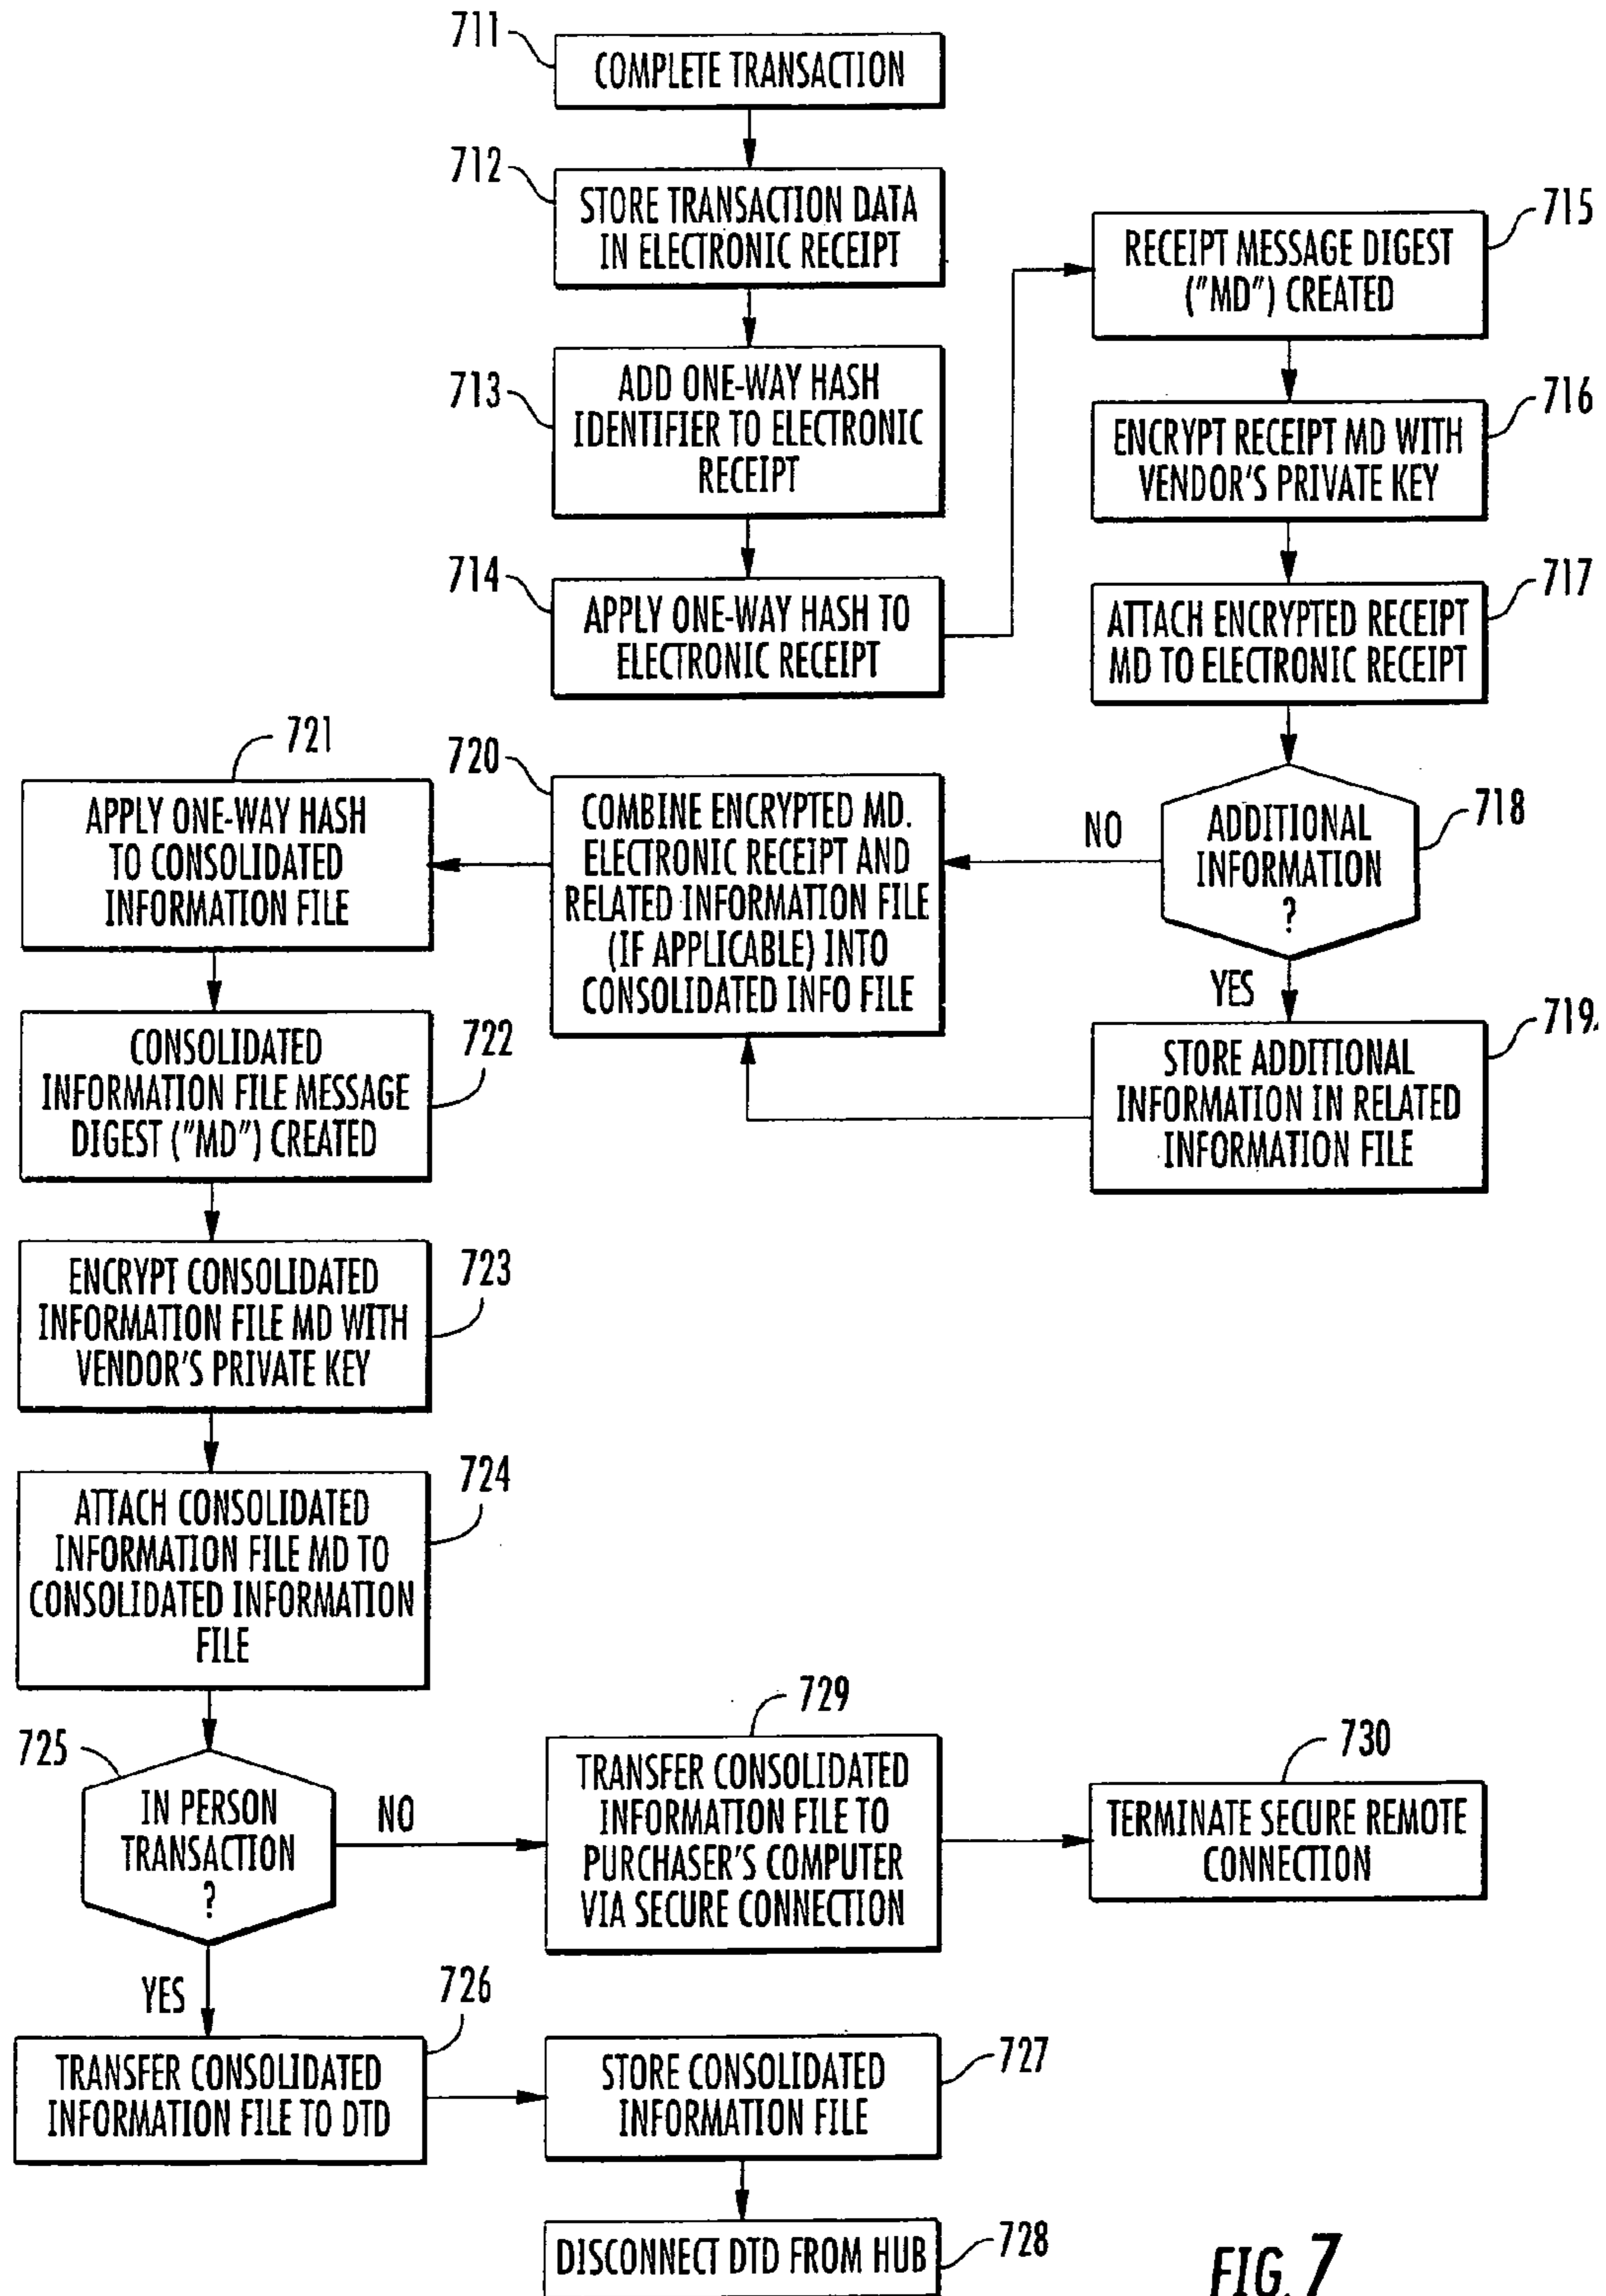 711
COMPLETE TRANSACTION
712
STORE TRANSACTION DATA
IN ELECTRONIC RECEIPT
713
ADD ONE-WAY HASH
IDENTIFIER TO ELECTRONIC
RECEIPT
714
APPLY ONE-WAY HASH TO
ELECTRONIC RECEIPT
715
RECEIPT MESSAGE DIGEST
("MD") CREATED
716
ENCRYPT RECEIPT MD WITH
VENDOR'S PRIVATE KEY
717
ATTACH ENCRYPTED RECEIPT
MD TO ELECTRONIC RECEIPT
718
ADDITIONAL
INFORMATION
?
NO
YES
719
STORE ADDITIONAL
INFORMATION IN RELATED
INFORMATION FILE
720
COMBINE ENCRYPTED MD.
ELECTRONIC RECEIPT AND
RELATED INFORMATION FILE
(IF APPLICABLE) INTO
CONSOLIDATED INFO FILE
721
APPLY ONE-WAY HASH
TO CONSOLIDATED
INFORMATION FILE
722
CONSOLIDATED
INFORMATION FILE MESSAGE
DIGEST ("MD") CREATED
723
ENCRYPT CONSOLIDATED
INFORMATION FILE MD WITH
VENDOR'S PRIVATE KEY
724
ATTACH CONSOLIDATED
INFORMATION FILE MD TO
CONSOLIDATED INFORMATION
FILE
725
IN PERSON
TRANSACTION
?
NO
YES
729
TRANSFER CONSOLIDATED
INFORMATION FILE TO
PURCHASER'S COMPUTER
VIA SECURE CONNECTION
730
TERMINATE SECURE REMOTE
CONNECTION
726
TRANSFER CONSOLIDATED
INFORMATION FILE TO DTD
727
STORE CONSOLIDATED
INFORMATION FILE
728
DISCONNECT DTD FROM HUB
FIG. 7